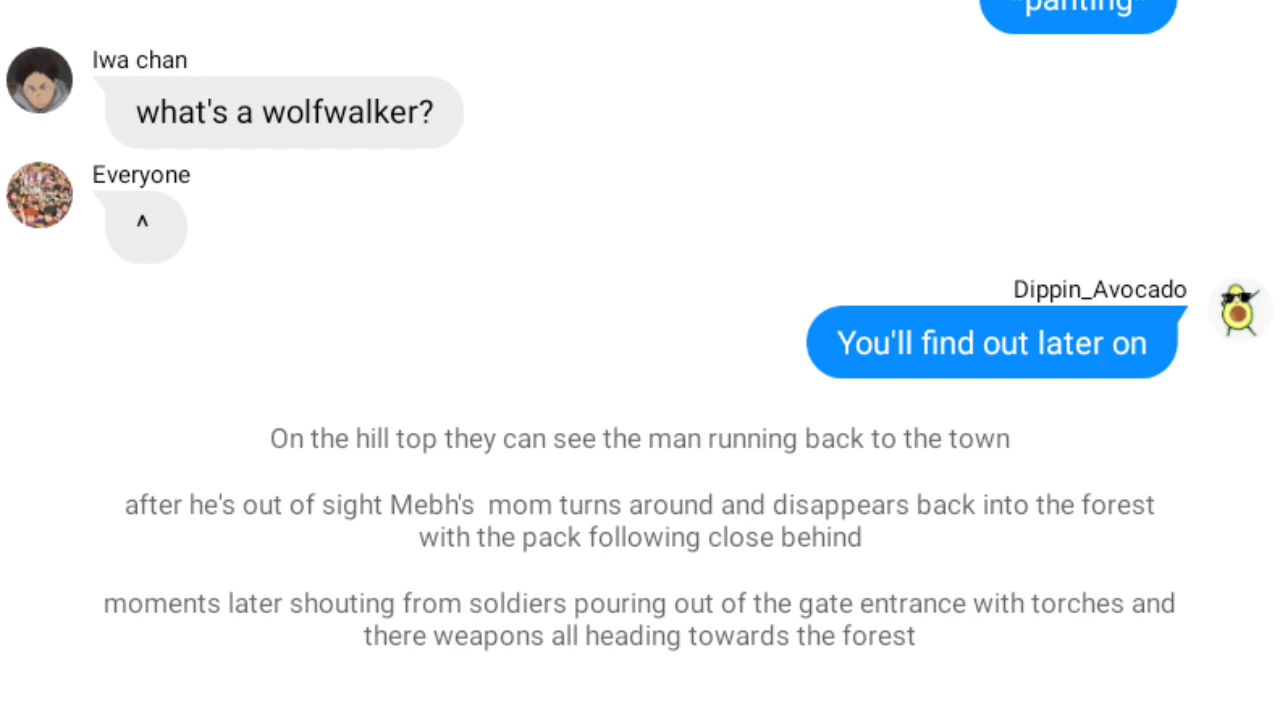 *panting*
Iwa chan
what's a wolfwalker?
Everyone
^
Dippin_Avocado
You'll find out later on
On the hill top they can see the man running back to the town
after he's out of sight Mebh's  mom turns around and disappears back into the forest
with the pack following close behind
moments later shouting from soldiers pouring out of the gate entrance with torches and
there weapons all heading towards the forest